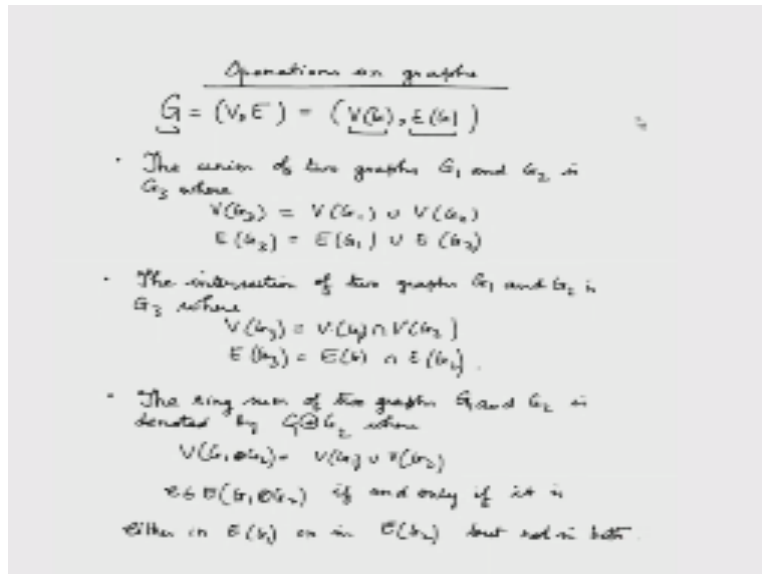 Operations on graphs
G = (V, E) = (V(G), E(G))
· The union of two graphs G₁ and G₂ is
G₃ where
V(G₃) = V(G₁) ∪ V(G₂)
E(G₃) = E(G₁) ∪ E(G₂)
· The intersection of two graphs G₁ and G₂ is
G₃ where
V(G₃) = V(G₁) ∩ V(G₂)
E(G₃) = E(G₁) ∩ E(G₂).
· The ring sum of two graphs G₁ and G₂ is
denoted by G₁⊕G₂ where
V(G₁⊕G₂) = V(G₁) ∪ V(G₂)
e∈E(G₁⊕G₂) if and only if it is
either in E(G₁) or in E(G₂) but not in both.